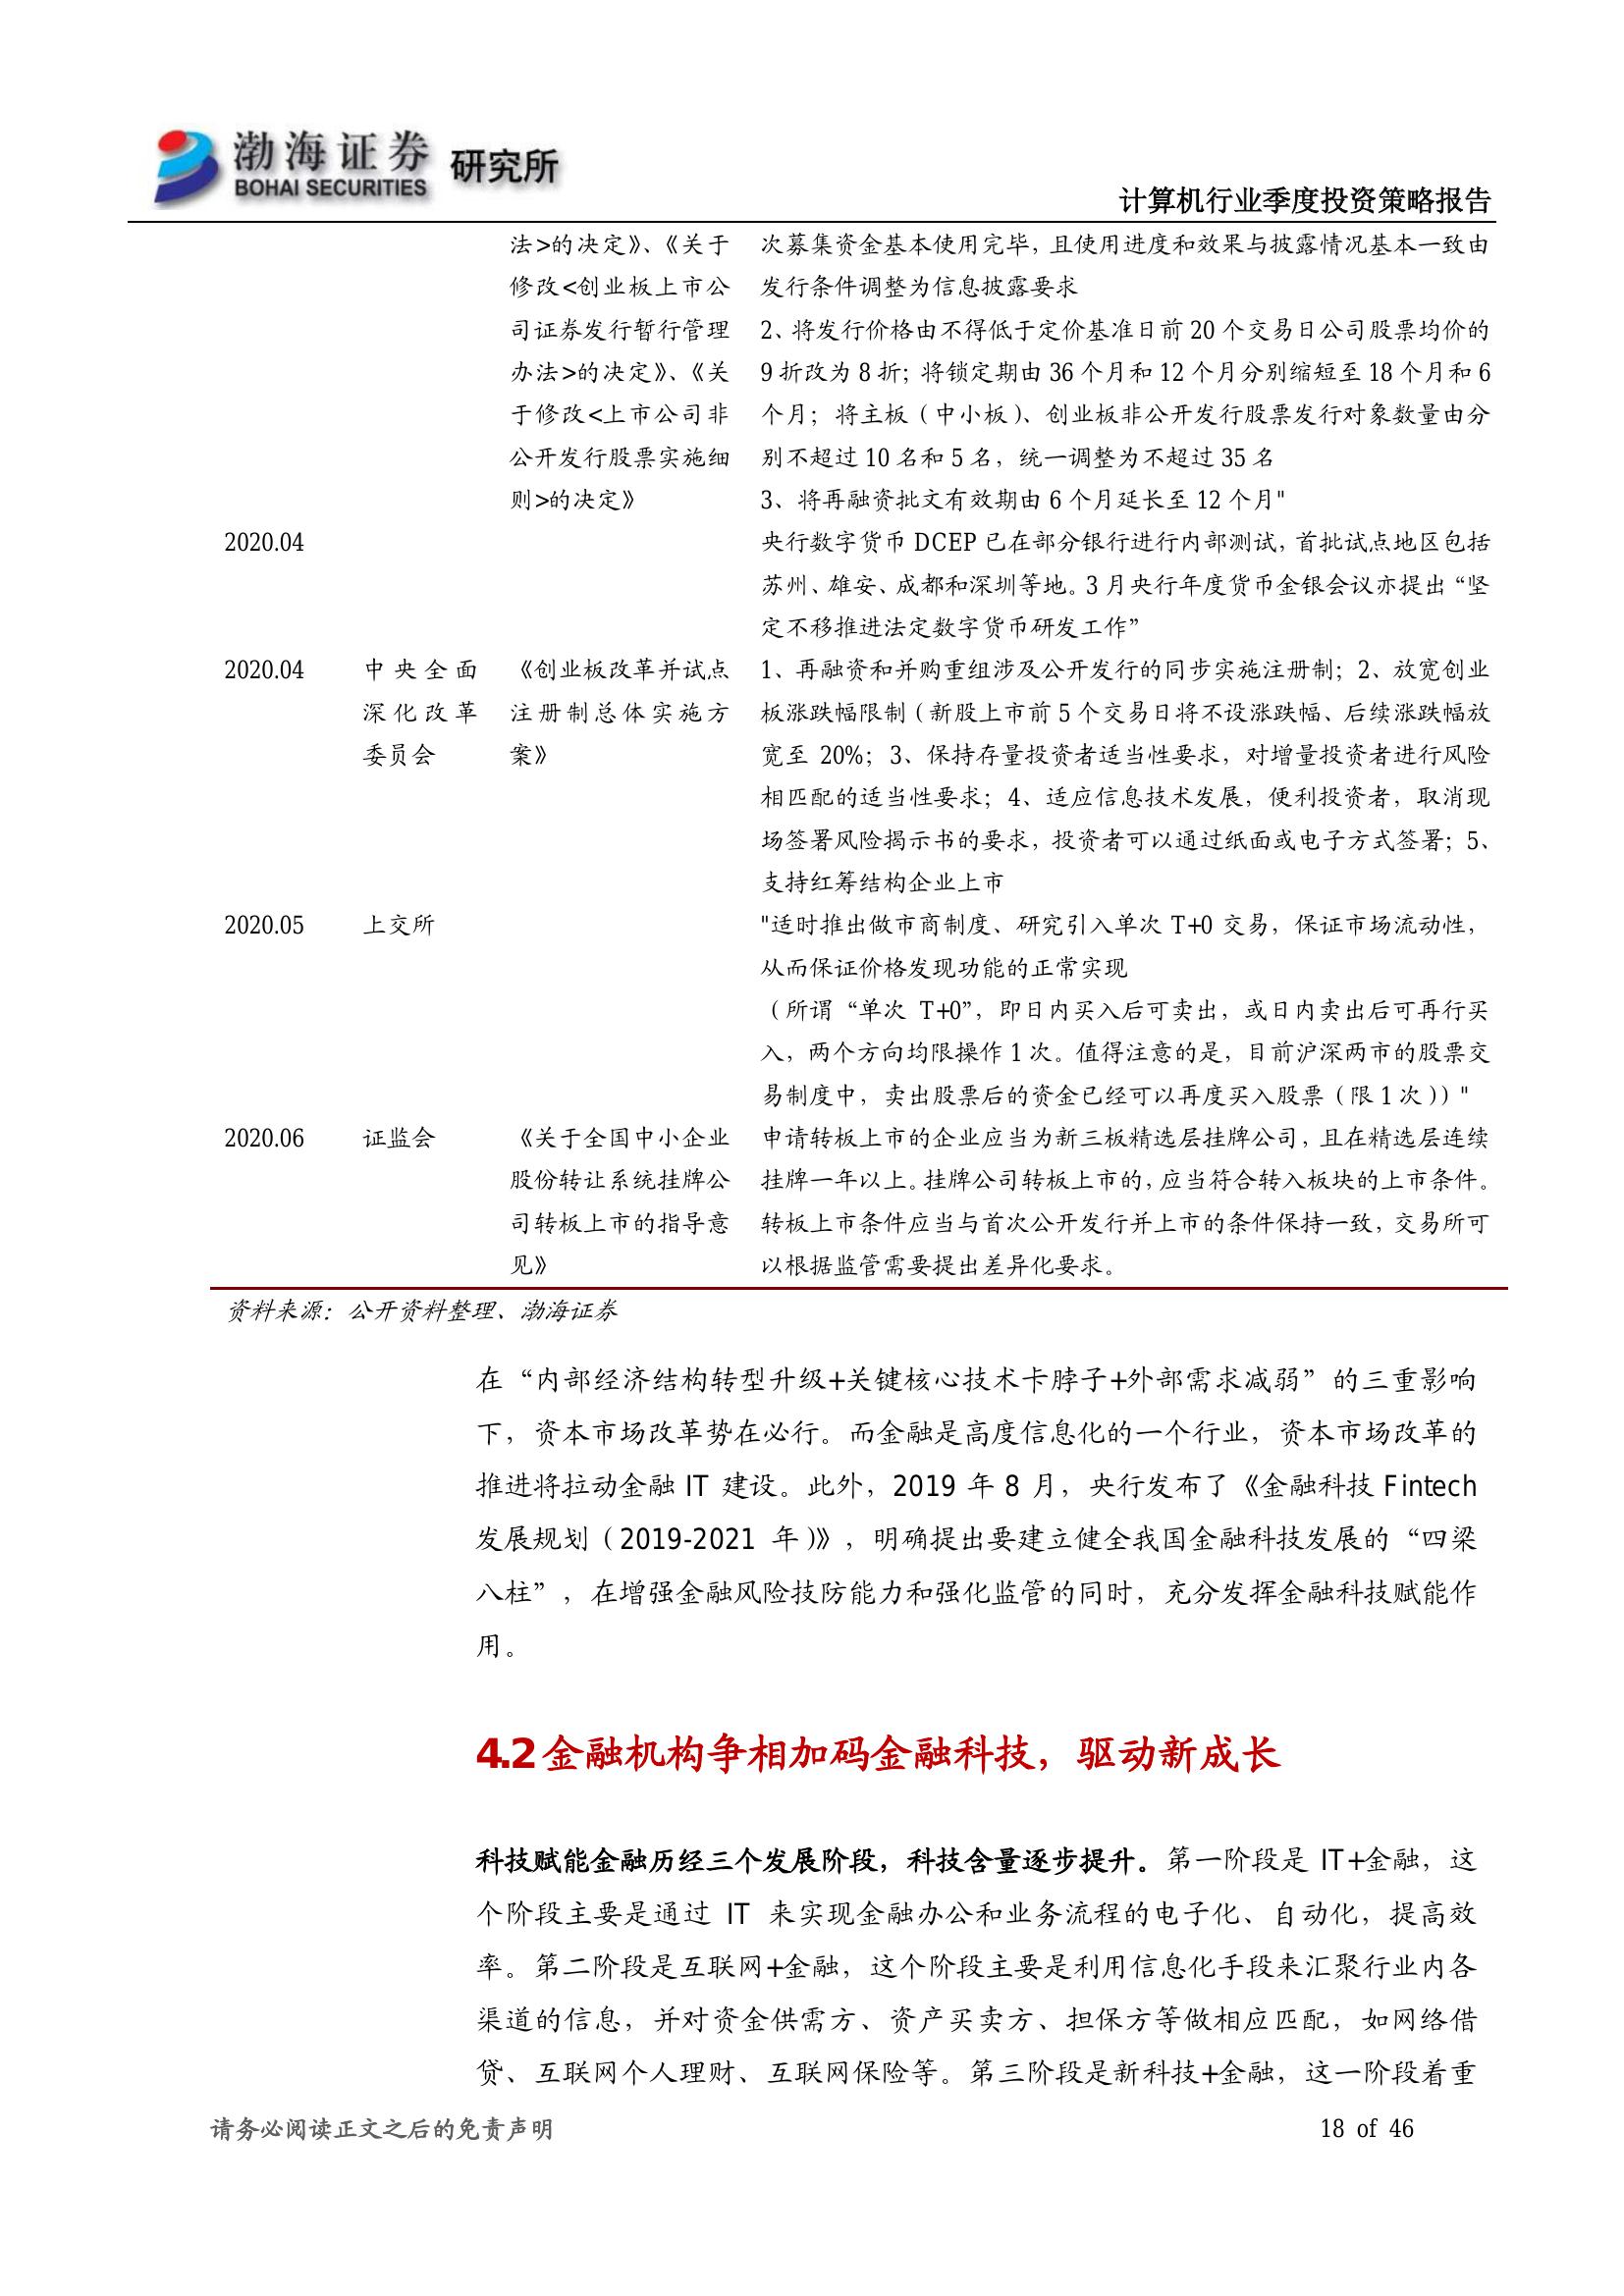 渤海证券 研究所
BOHAI SECURITIES
计算机行业季度投资策略报告
法>的决定》、《关于
修改<创业板上市公
司证券发行暂行管理
办法>的决定》、《关
于修改<上市公司非
公开发行股票实施细
则>的决定》
次募集资金基本使用完毕，且使用进度和效果与披露情况基本一致由
发行条件调整为信息披露要求
2、将发行价格由不得低于定价基准日前 20 个交易日公司股票均价的
9 折改为 8 折；将锁定期由 36 个月和 12 个月分别缩短至 18 个月和 6
个月；将主板（中小板）、创业板非公开发行股票发行对象数量由分
别不超过 10 名和 5 名，统一调整为不超过 35 名
3、将再融资批文有效期由 6 个月延长至 12 个月"
2020.04
央行数字货币 DCEP 已在部分银行进行内部测试，首批试点地区包括
苏州、雄安、成都和深圳等地。3 月央行年度货币金银会议亦提出“坚
定不移推进法定数字货币研发工作”
2020.04
中央全面
深化改革
委员会
《创业板改革并试点
注册制总体实施方
案》
1、再融资和并购重组涉及公开发行的同步实施注册制；2、放宽创业
板涨跌幅限制（新股上市前 5 个交易日将不设涨跌幅、后续涨跌幅放
宽至 20%；3、保持存量投资者适当性要求，对增量投资者进行风险
相匹配的适当性要求；4、适应信息技术发展，便利投资者，取消现
场签署风险揭示书的要求，投资者可以通过纸面或电子方式签署；5、
支持红筹结构企业上市
2020.05
上交所
"适时推出做市商制度、研究引入单次 T+0 交易，保证市场流动性，
从而保证价格发现功能的正常实现
（所谓“单次 T+0”，即日内买入后可卖出，或日内卖出后可再行买
入，两个方向均限操作 1 次。值得注意的是，目前沪深两市的股票交
易制度中，卖出股票后的资金已经可以再度买入股票（限 1 次））"
2020.06
证监会
《关于全国中小企业
股份转让系统挂牌公
司转板上市的指导意
见》
申请转板上市的企业应当为新三板精选层挂牌公司，且在精选层连续
挂牌一年以上。挂牌公司转板上市的，应当符合转入板块的上市条件。
转板上市条件应当与首次公开发行并上市的条件保持一致，交易所可
以根据监管需要提出差异化要求。
资料来源：公开资料整理、渤海证券
在“内部经济结构转型升级+关键核心技术卡脖子+外部需求减弱”的三重影响
下，资本市场改革势在必行。而金融是高度信息化的一个行业，资本市场改革的
推进将拉动金融 IT 建设。此外，2019 年 8 月，央行发布了《金融科技 Fintech
发展规划（2019-2021 年）》，明确提出要建立健全我国金融科技发展的“四梁
八柱”，在增强金融风险技防能力和强化监管的同时，充分发挥金融科技赋能作
用。
4.2 金融机构争相加码金融科技，驱动新成长
科技赋能金融历经三个发展阶段，科技含量逐步提升。第一阶段是 IT+金融，这
个阶段主要是通过 IT 来实现金融办公和业务流程的电子化、自动化，提高效
率。第二阶段是互联网+金融，这个阶段主要是利用信息化手段来汇聚行业内各
渠道的信息，并对资金供需方、资产买卖方、担保方等做相应匹配，如网络借
贷、互联网个人理财、互联网保险等。第三阶段是新科技+金融，这一阶段着重
请务必阅读正文之后的免责声明
18 of 46